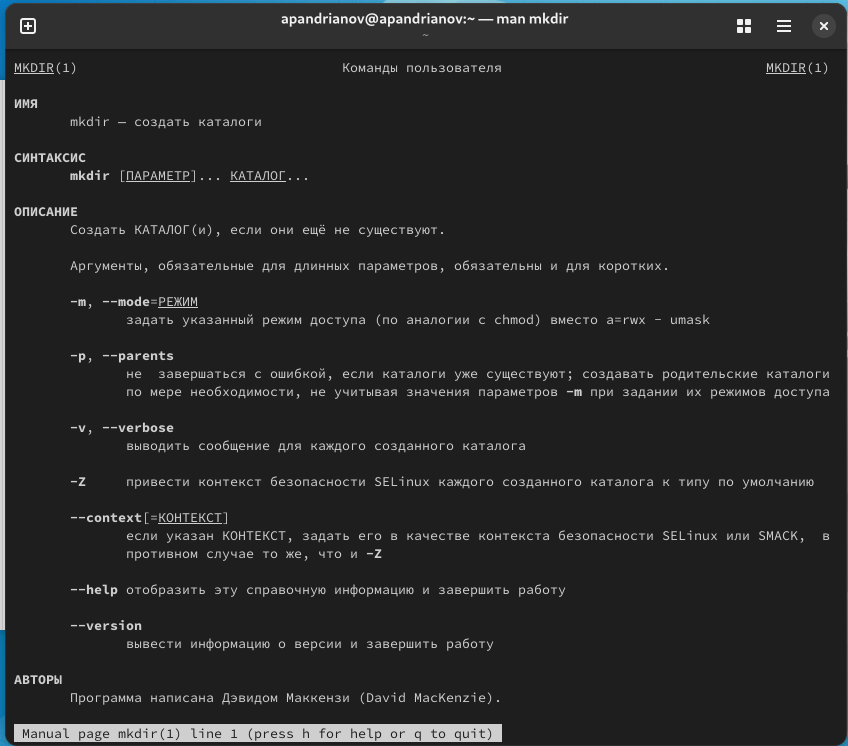 apandrianov@apandrianov:~ — man mkdir
~
MKDIR(1) Команды пользователя MKDIR(1)
ИМЯ
mkdir – создать каталоги
СИНТАКСИС
mkdir [ПАРАМЕТР]... КАТАЛОГ...
ОПИСАНИЕ
Создать КАТАЛОГ(и), если они ещё не существуют.
Аргументы, обязательные для длинных параметров, обязательны и для коротких.
-m, --mode=РЕЖИМ
задать указанный режим доступа (по аналогии с chmod) вместо a=rwx - umask
-p, --parents
не завершаться с ошибкой, если каталоги уже существуют; создавать родительские каталоги
по мере необходимости, не учитывая значения параметров -m при задании их режимов доступа
-v, --verbose
выводить сообщение для каждого созданного каталога
-Z привести контекст безопасности SELinux каждого созданного каталога к типу по умолчанию
--context[=КОНТЕКСТ]
если указан КОНТЕКСТ, задать его в качестве контекста безопасности SELinux или SMACK, в
противном случае то же, что и -Z
--help отобразить эту справочную информацию и завершить работу
--version
вывести информацию о версии и завершить работу
АВТОРЫ
Программа написана Дэвидом Маккензи (David MacKenzie).
Manual page mkdir(1) line 1 (press h for help or q to quit)